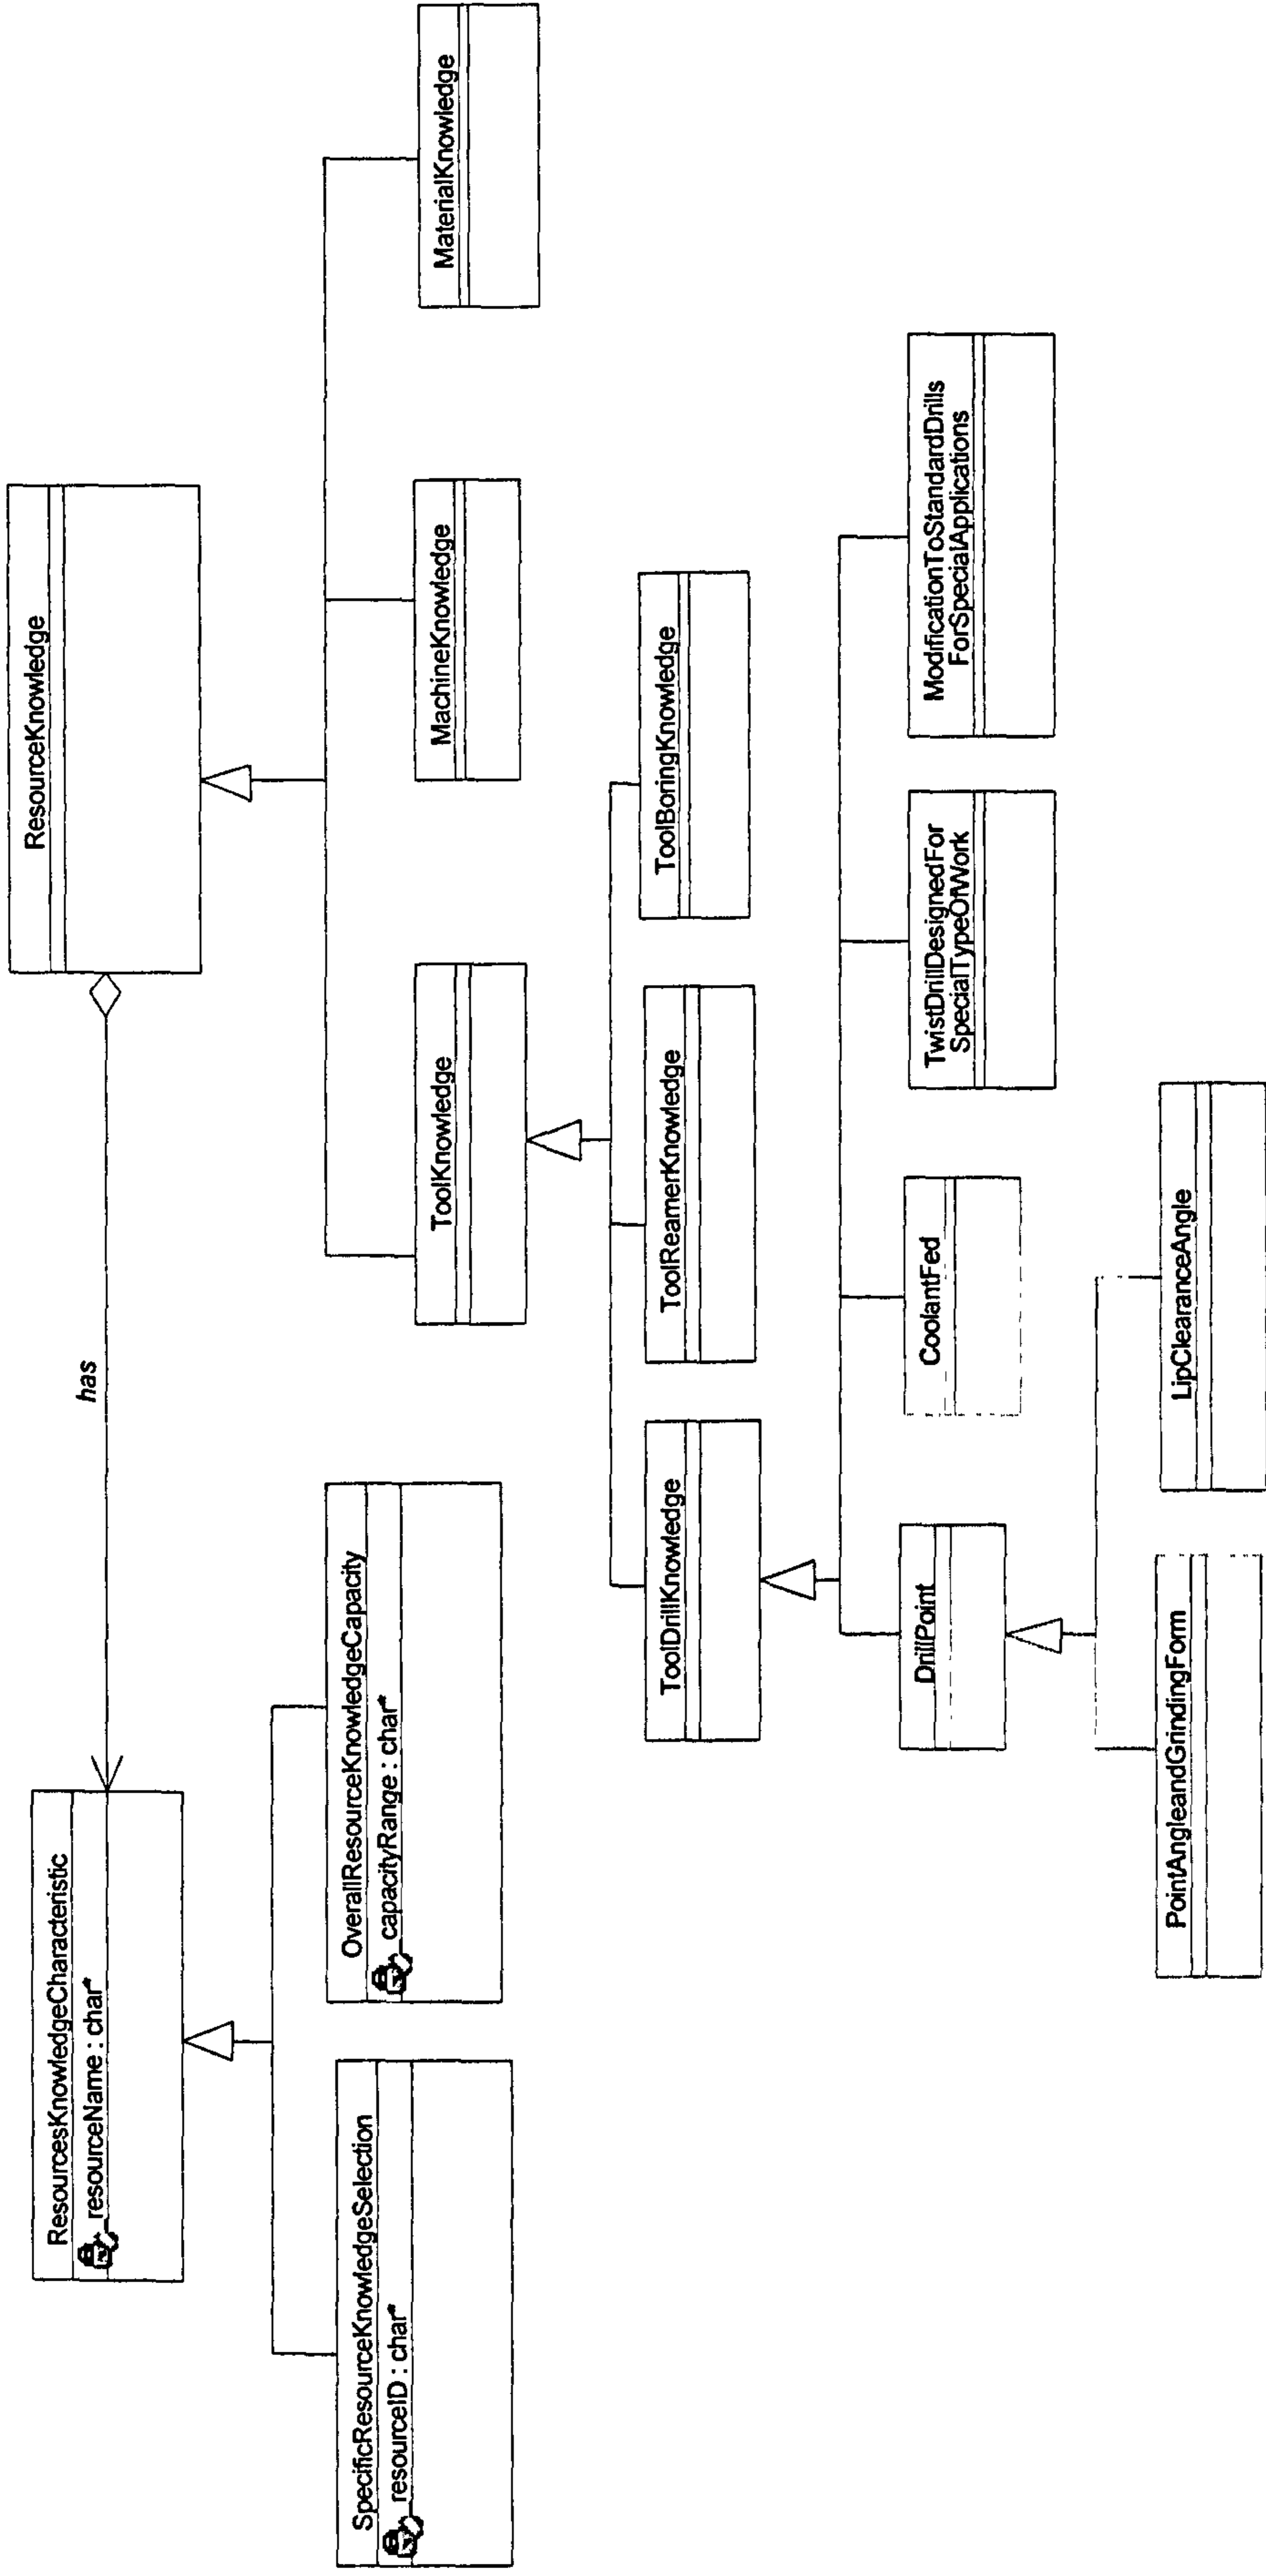 ResourceKnowledge
has
ResourcesKnowledgeCharacteristic
resourceName : char*
MaterialKnowledge
MachineKnowledge
ToolKnowledge
OverallResourceKnowledgeCapacity
capacityRange : char*
SpecificResourceKnowledgeSelection
resourceID : char*
ToolDrillKnowledge
ToolReamerKnowledge
ToolBoringKnowledge
DrillPoint
CoolantFed
TwistDrillDesignedFor
SpecialTypeOfWork
ModificationToStandardDrills
ForSpecialApplications
PointAngleandGrindingForm
LipClearanceAngle